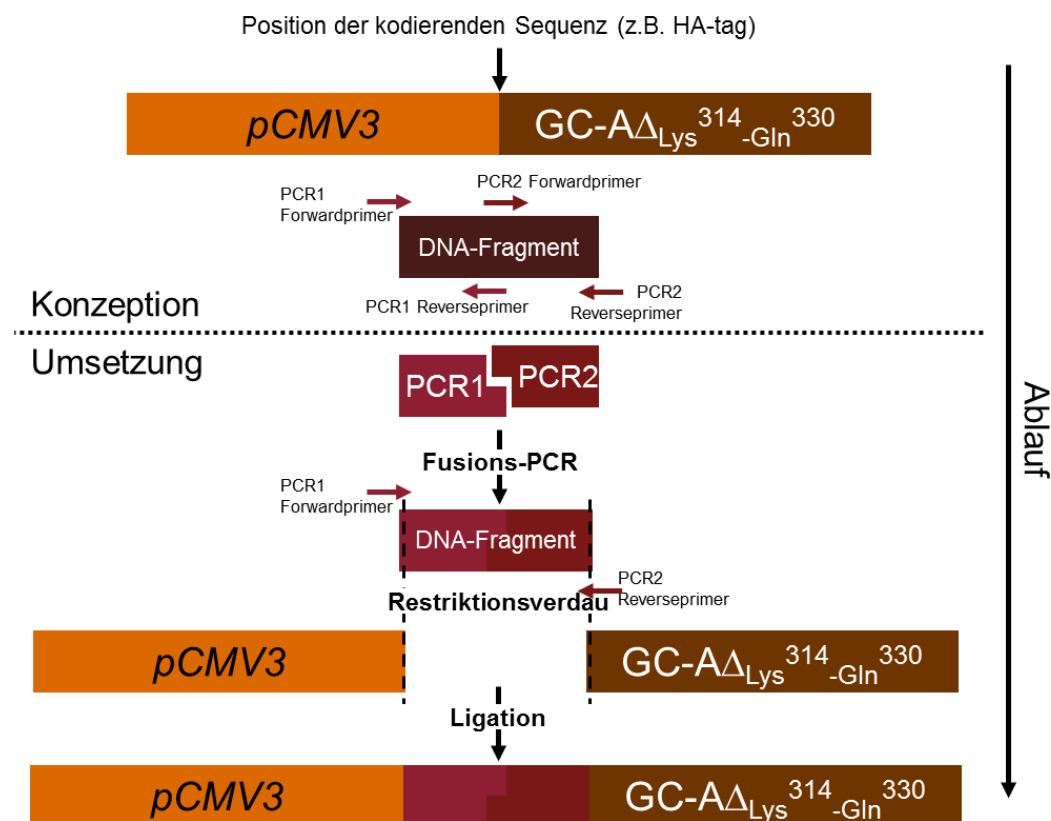 Position der kodierenden Sequenz (z.B. HA-tag)
pCMV3 GC-AΔLys314-Gln330
PCR1
Forwardprimer
PCR2 Forwardprimer
DNA-Fragment
PCR1 Reverseprimer
PCR2
Reverseprimer
Konzeption
Umsetzung
PCR1 PCR2
Fusions-PCR
PCR1
Forwardprimer
DNA-Fragment
PCR2
Reverseprimer
Restriktionsverdau
pCMV3 GC-AΔLys314-Gln330
Ligation
pCMV3 GC-AΔLys314-Gln330
Ablauf